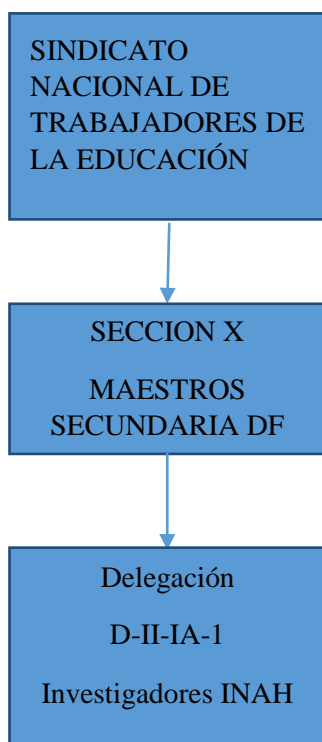 SINDICATO
NACIONAL DE
TRABAJADORES DE
LA EDUCACIÓN
SECCION X
MAESTROS
SECUNDARIA DF
Delegación
D-II-IA-1
Investigadores INAH